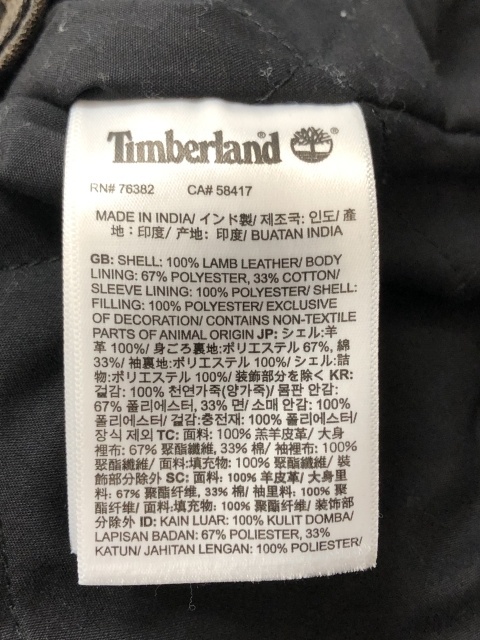 Timberland®
RN# 76382 CA# 58417
MADE IN INDIA/ インド製/ 제조국: 인도/ 產
地：印度/ 产地: 印度/ BUATAN INDIA
GB: SHELL: 100% LAMB LEATHER/ BODY
LINING: 67% POLYESTER, 33% COTTON/
SLEEVE LINING: 100% POLYESTER/ SHELL:
FILLING: 100% POLYESTER/ EXCLUSIVE
OF DECORATION/ CONTAINS NON-TEXTILE
PARTS OF ANIMAL ORIGIN JP: シェル:羊
革 100%/ 身ごろ裏地:ポリエステル 67%, 綿
33%/ 袖裏地:ポリエステル 100%/ シェル:詰
物:ポリエステル 100%/ 装飾部分を除く KR:
겉감: 100% 천연가죽(양가죽)/ 몸판 안감:
67% 폴리에스터, 33% 면/ 소매 안감: 100%
폴리에스터/ 겉감:충전재: 100% 폴리에스터/
장식 제외 TC: 面料: 100% 羔羊皮革/ 大身
裡布: 67% 聚酯纖維, 33% 棉/ 袖裡布: 100%
聚酯纖維/ 面料:填充物: 100% 聚酯纖維/ 裝
飾部分除外 SC: 面料: 100% 羊皮革/ 大身里
料: 67% 聚酯纤维, 33% 棉/ 袖里料: 100% 聚
酯纤维/ 面料:填充物: 100% 聚酯纤维/ 装饰部
分除外 ID: KAIN LUAR: 100% KULIT DOMBA/
LAPISAN BADAN: 67% POLIESTER, 33%
KATUN/ JAHITAN LENGAN: 100% POLIESTER/